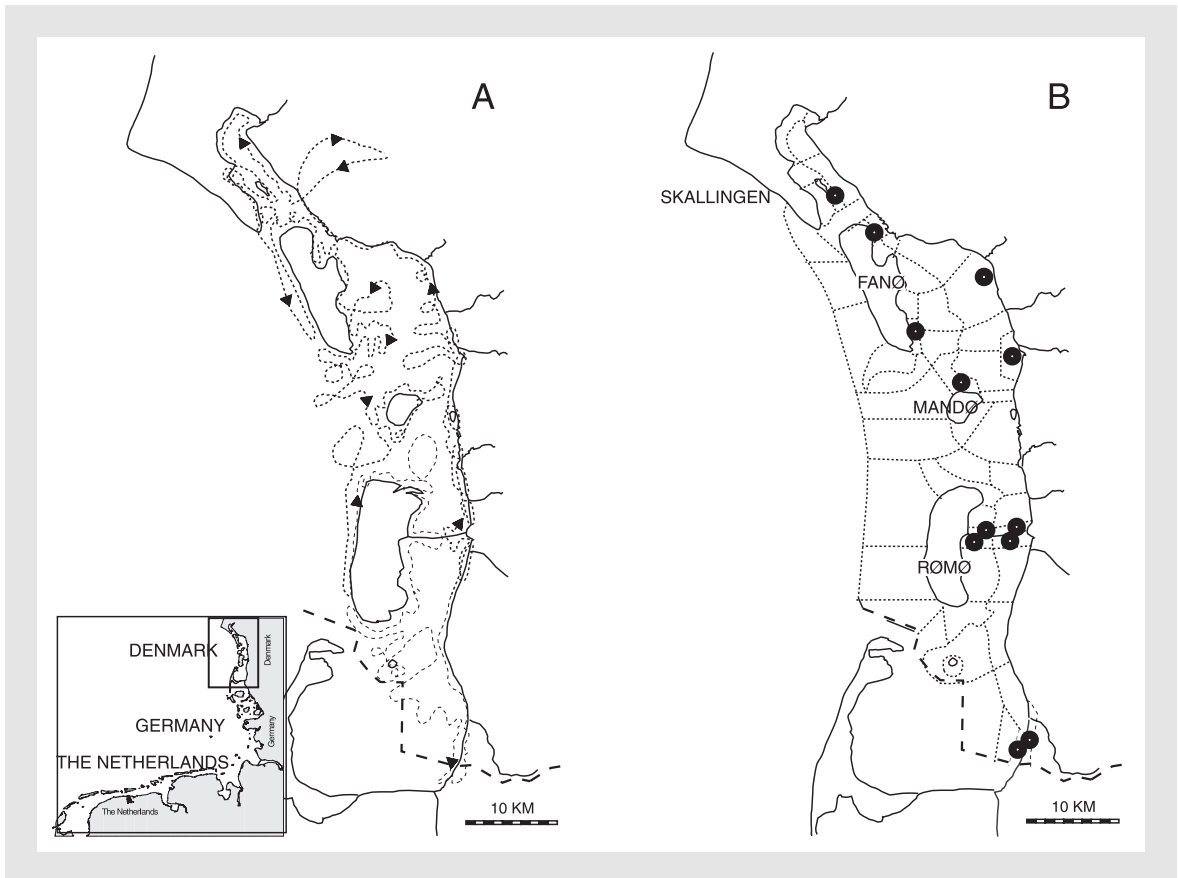 A
B
SKALLINGEN
FANØ
MANDØ
RØMØ
DENMARK
Denmark
GERMANY
Germany
THE NETHERLANDS
The Netherlands
10 KM
10 KM